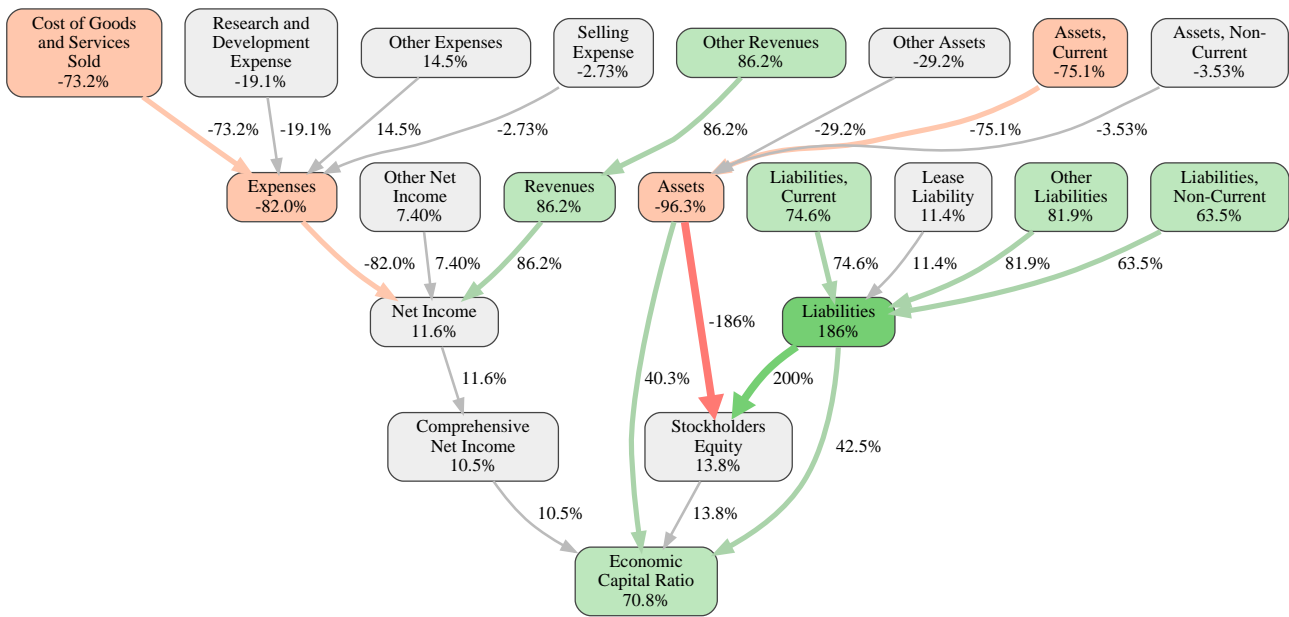 Cost of Goods
and Services
Sold
-73.2%
Research and
Development
Expense
-19.1%
Other Expenses
14.5%
Selling
Expense
-2.73%
Other Revenues
86.2%
Other Assets
-29.2%
Assets,
Current
-75.1%
Assets, Non-
Current
-3.53%
-73.2%
-19.1%
14.5%
-2.73%
86.2%
-29.2%
-75.1%
-3.53%
Expenses
-82.0%
Other Net
Income
7.40%
Revenues
86.2%
Assets
-96.3%
Liabilities,
Current
74.6%
Lease
Liability
11.4%
Other
Liabilities
81.9%
Liabilities,
Non-Current
63.5%
-82.0%
7.40%
86.2%
74.6%
11.4%
81.9%
63.5%
Net Income
11.6%
-186%
Liabilities
186%
11.6%
40.3%
200%
Comprehensive
Net Income
10.5%
Stockholders
Equity
13.8%
42.5%
10.5%
13.8%
Economic
Capital Ratio
70.8%